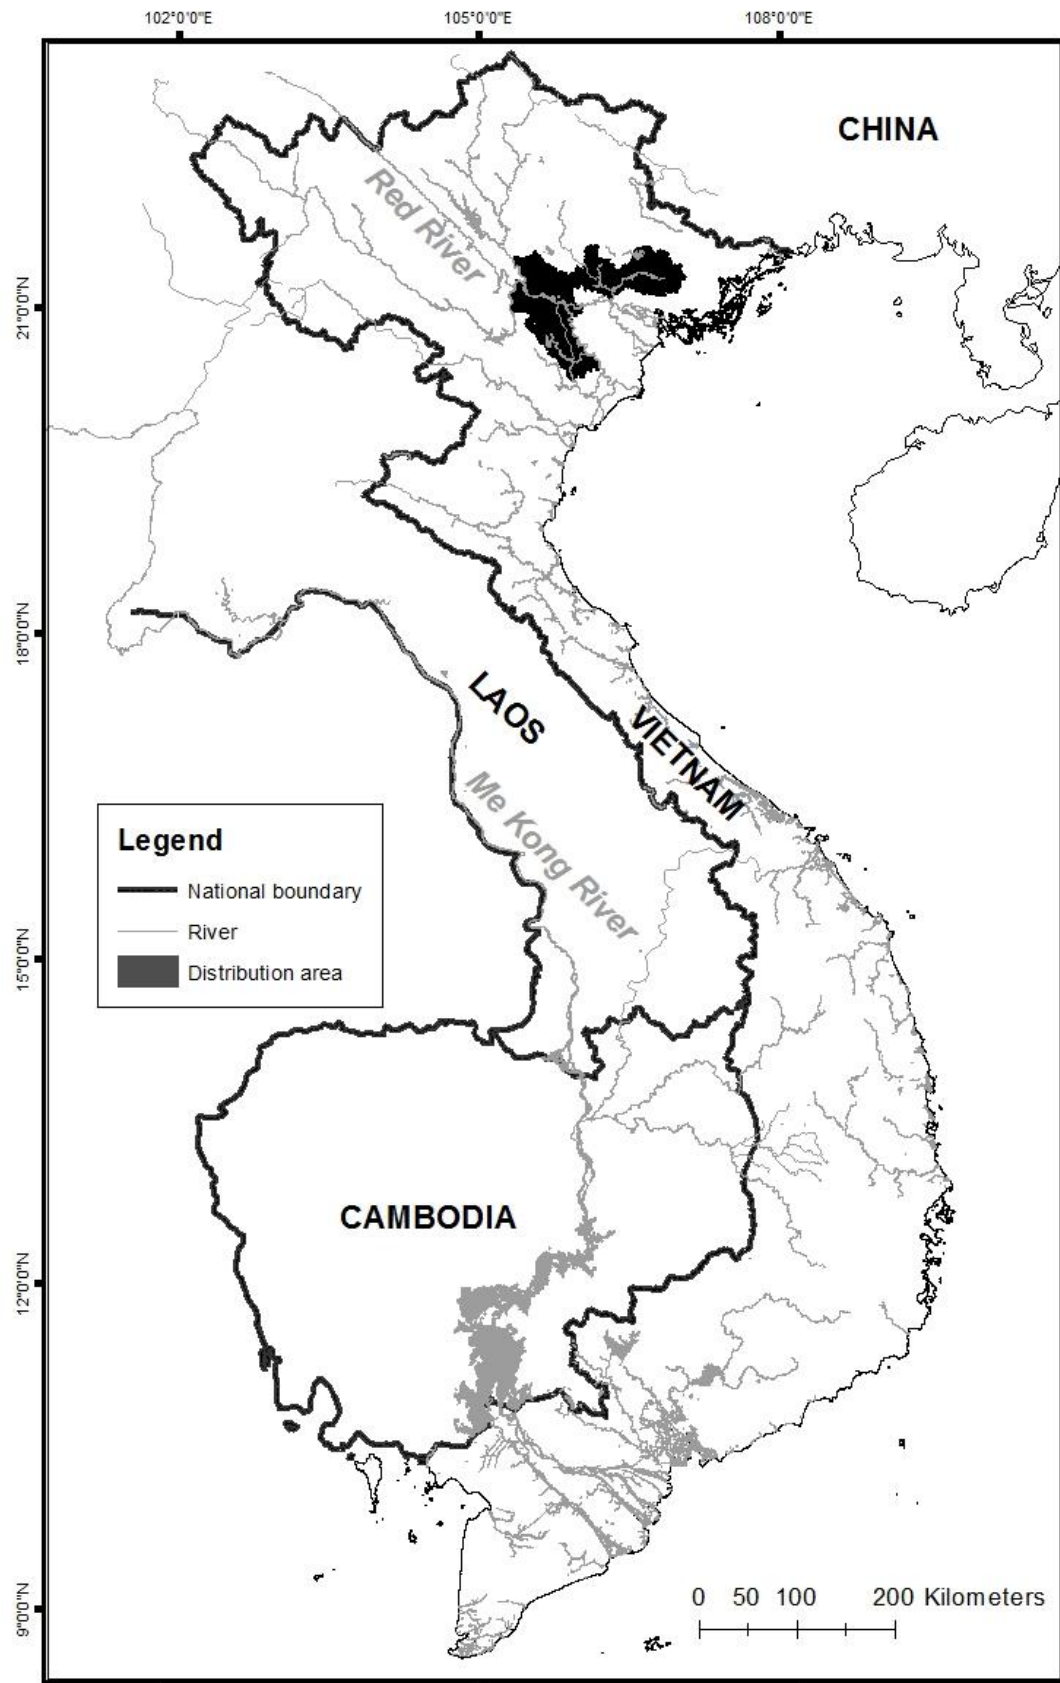 102°0'0"E 105°0'0"E 108°0'0"E
CHINA
Red River
21°0'0"N
18°0'0"N
LAOS
VIETNAM
Me Kong River
Legend
National boundary
River
Distribution area
15°0'0"N
CAMBODIA
12°0'0"N
9°0'0"N
0 50 100 200 Kilometers